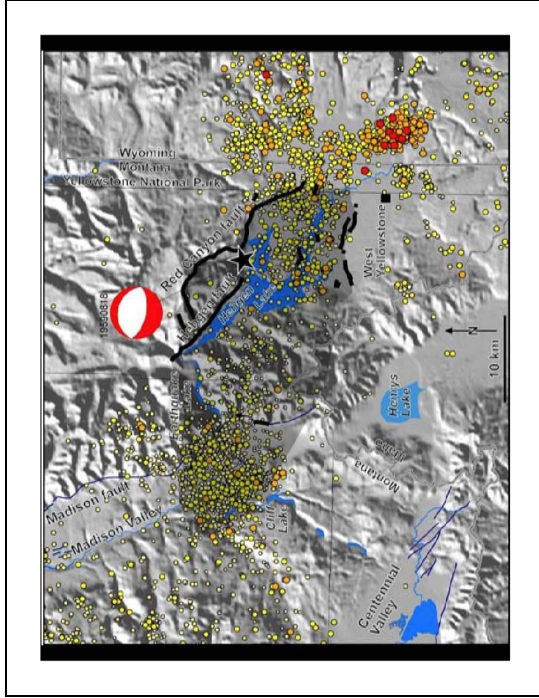 Wyoming
Montana
Yellowstone National Park
Red Canyon fault
Hebgen fault
Hebgen
Lake
19590818
West
Yellowstone
N
10 km
Earthquake
Lake
Henrys
Lake
Idaho
Montana
Madison fault
Madison Valley
Cliff
Lake
Centennial
Valley